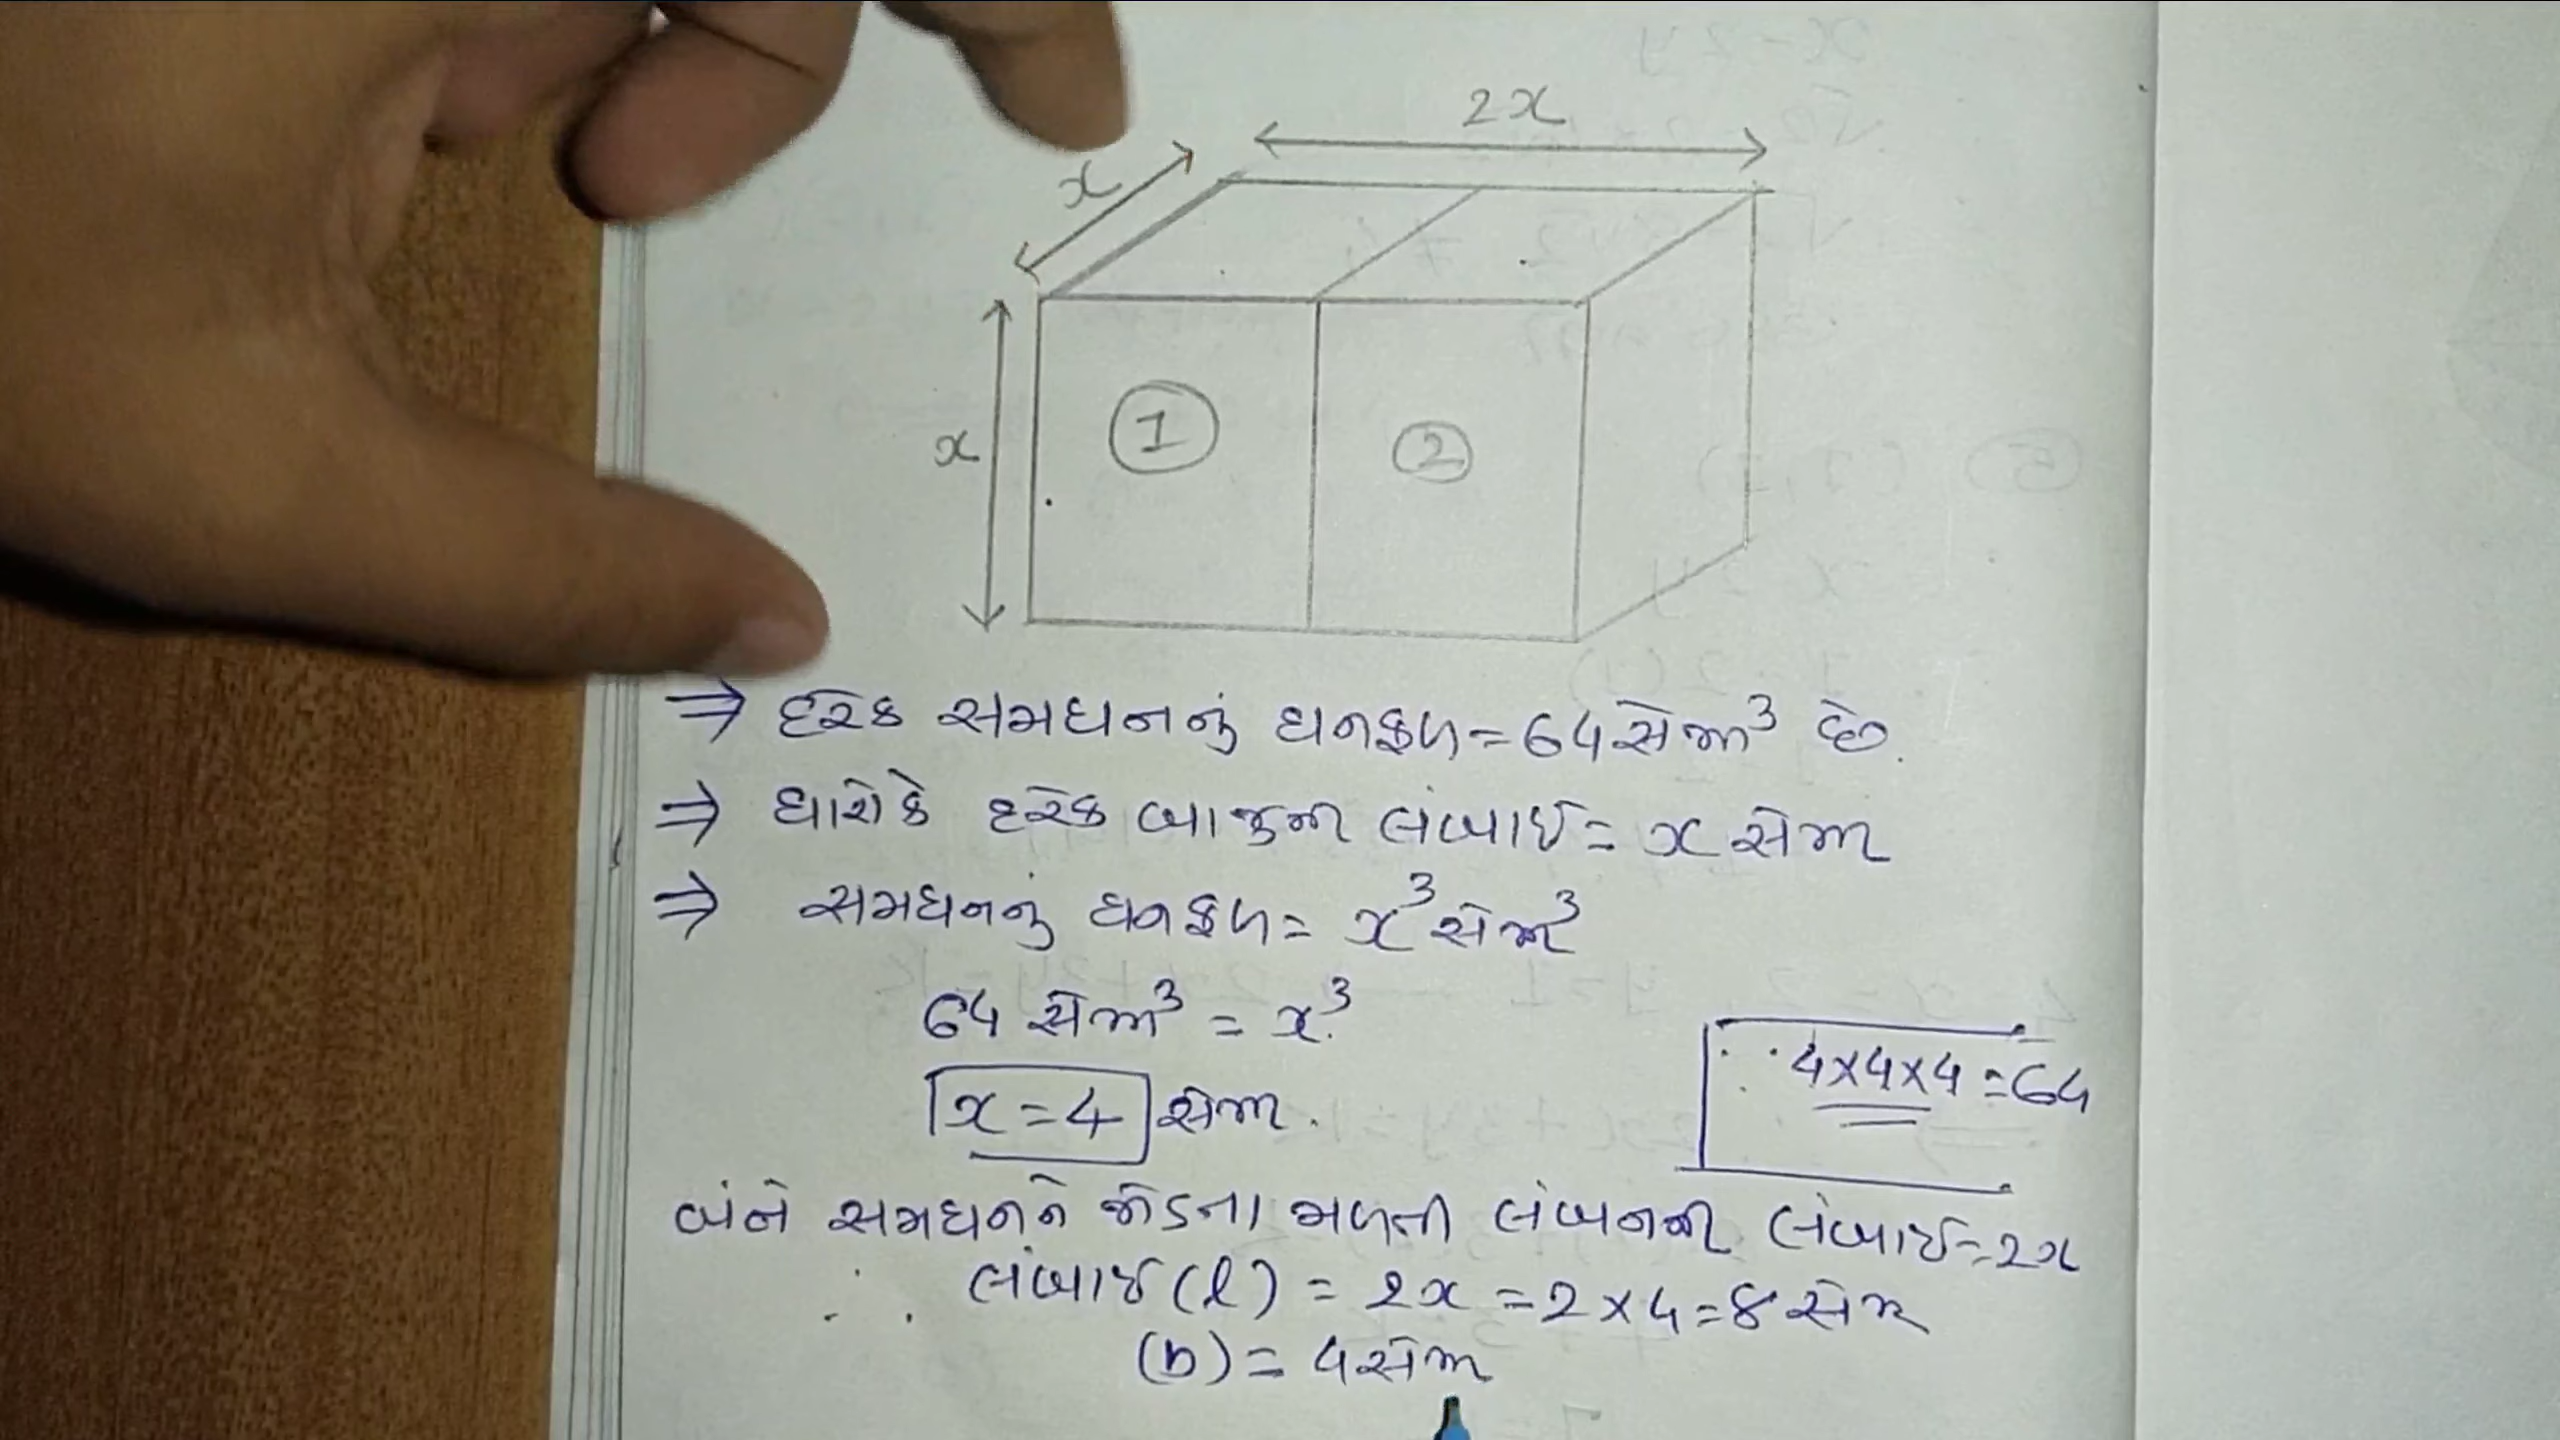 2x
x
x
1 2
⇒ દરેક સમઘનનું ઘનફળ = 64 સેમી³ છે.
⇒ ધારોકે દરેક બાજુની લંબાઈ = x સેમી
⇒ સમઘનનું ઘનફળ = x³ સેમી³
64 સેમી³ = x³.
x = 4 સેમી.
∵ 4×4×4 = 64
બંને સમઘનને જોડતા મળતી લંબઘનની લંબાઈ = 2x
∴ લંબાઈ (l) = 2x = 2×4 = 8 સેમી
(b) = 4 સેમી